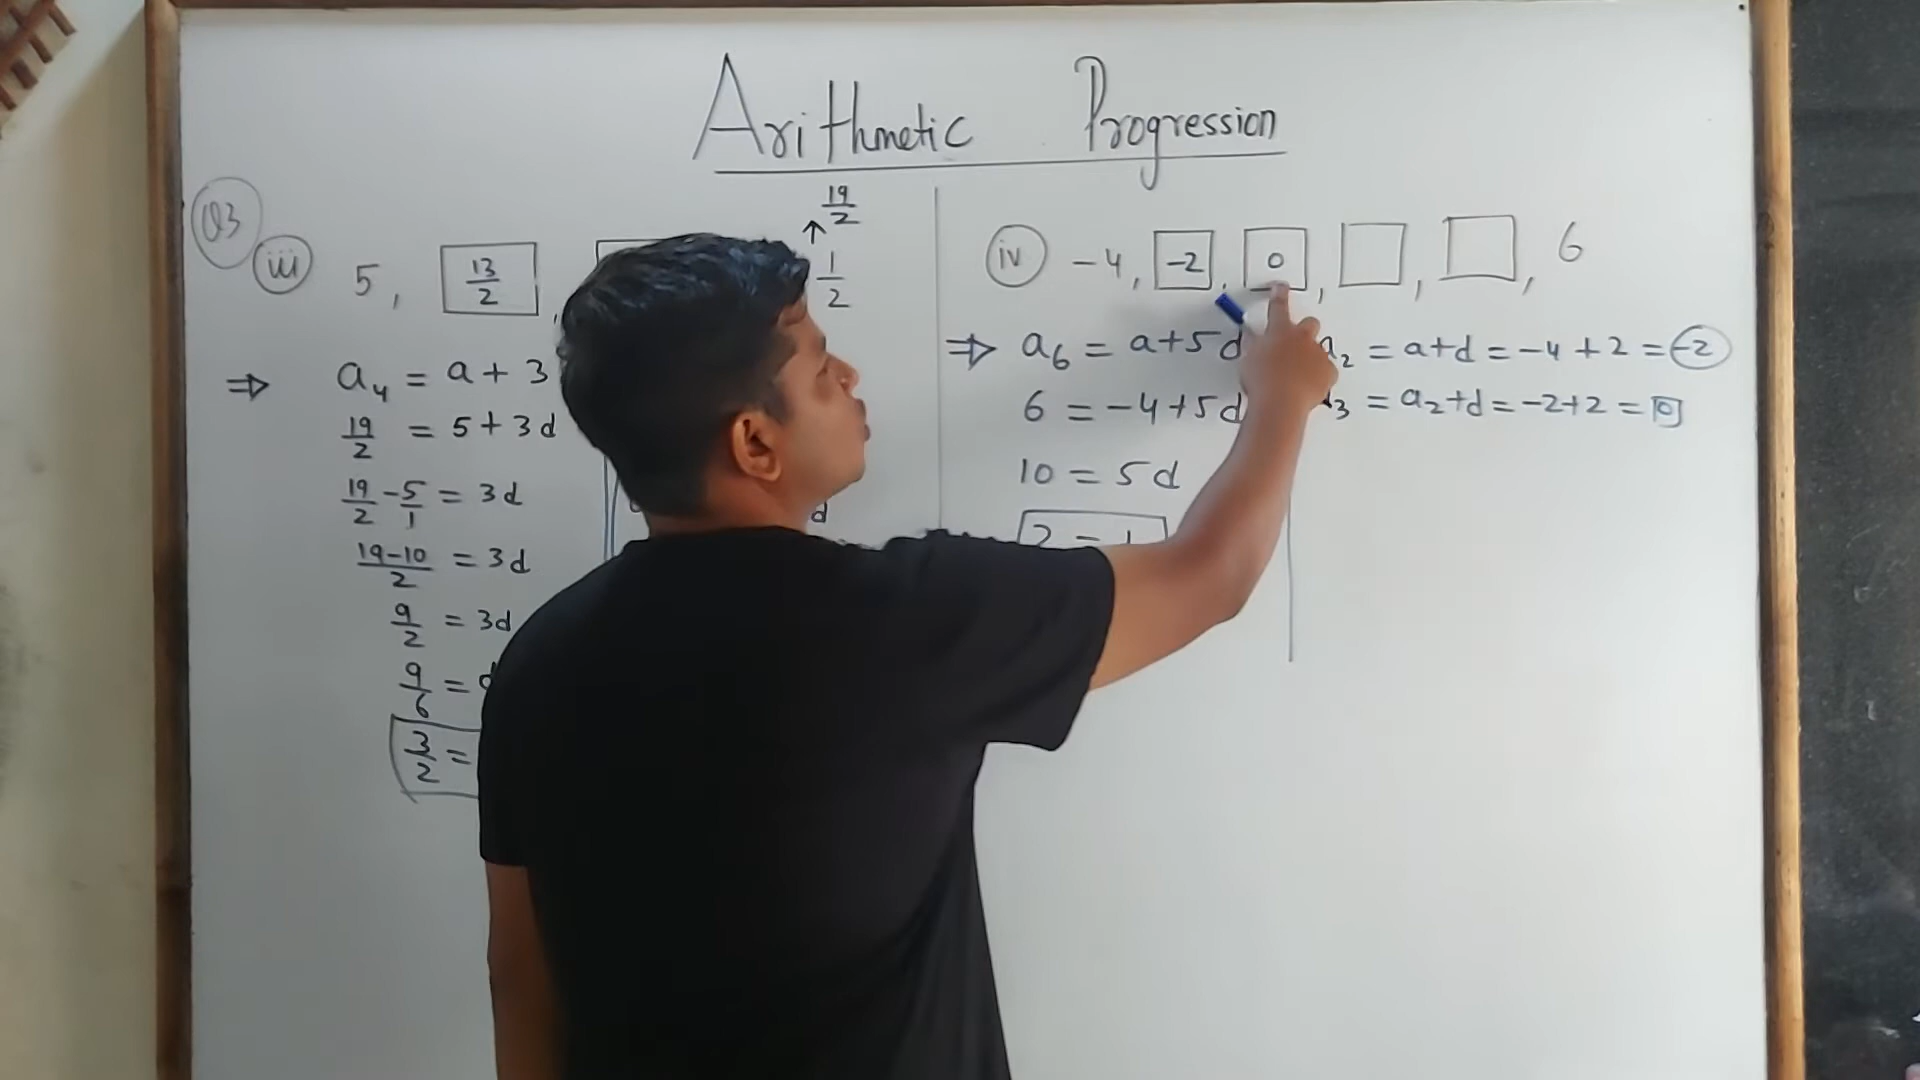 Arithmetic Progression
Q3
iii 5, 13/2, 1/2 ↑ 19/2
⇒ a₄ = a + 3
19/2 = 5 + 3d
19/2 - 5/1 = 3d
19-10/2 = 3d
9/2 = 3d
9/6 =
3/2 =
d
iv -4, -2, 0, , , 6
⇒ a₆ = a+5d
6 = -4+5d
10 = 5d
2 =
a₂ = a+d = -4+2 = -2
₃ = a₂+d = -2+2 = 0